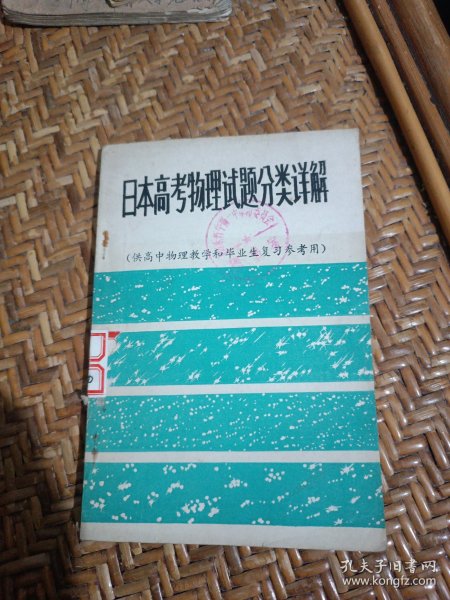 日本高考物理试题分类详解
(供高中物理教学和毕业生复习参考用)
孔夫子旧书网
www.kongfz.com